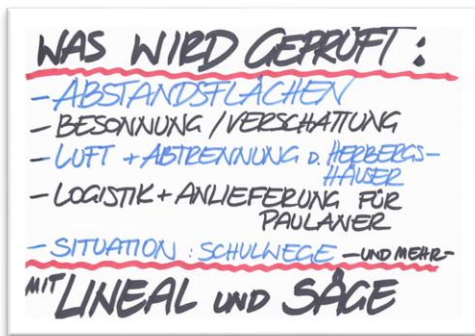 WAS WIRD GEPRÜFT:
- ABSTANDSFLÄCHEN
- BESONNUNG / VERSCHATTUNG
- LUFT + ABTRENNUNG D. HERBERGS-
HÄUSER
- LOGISTIK + ANLIEFERUNG FÜR
PAULANER
- SITUATION: SCHULWEGE - UND MEHR -
MIT LINEAL UND SÄGE